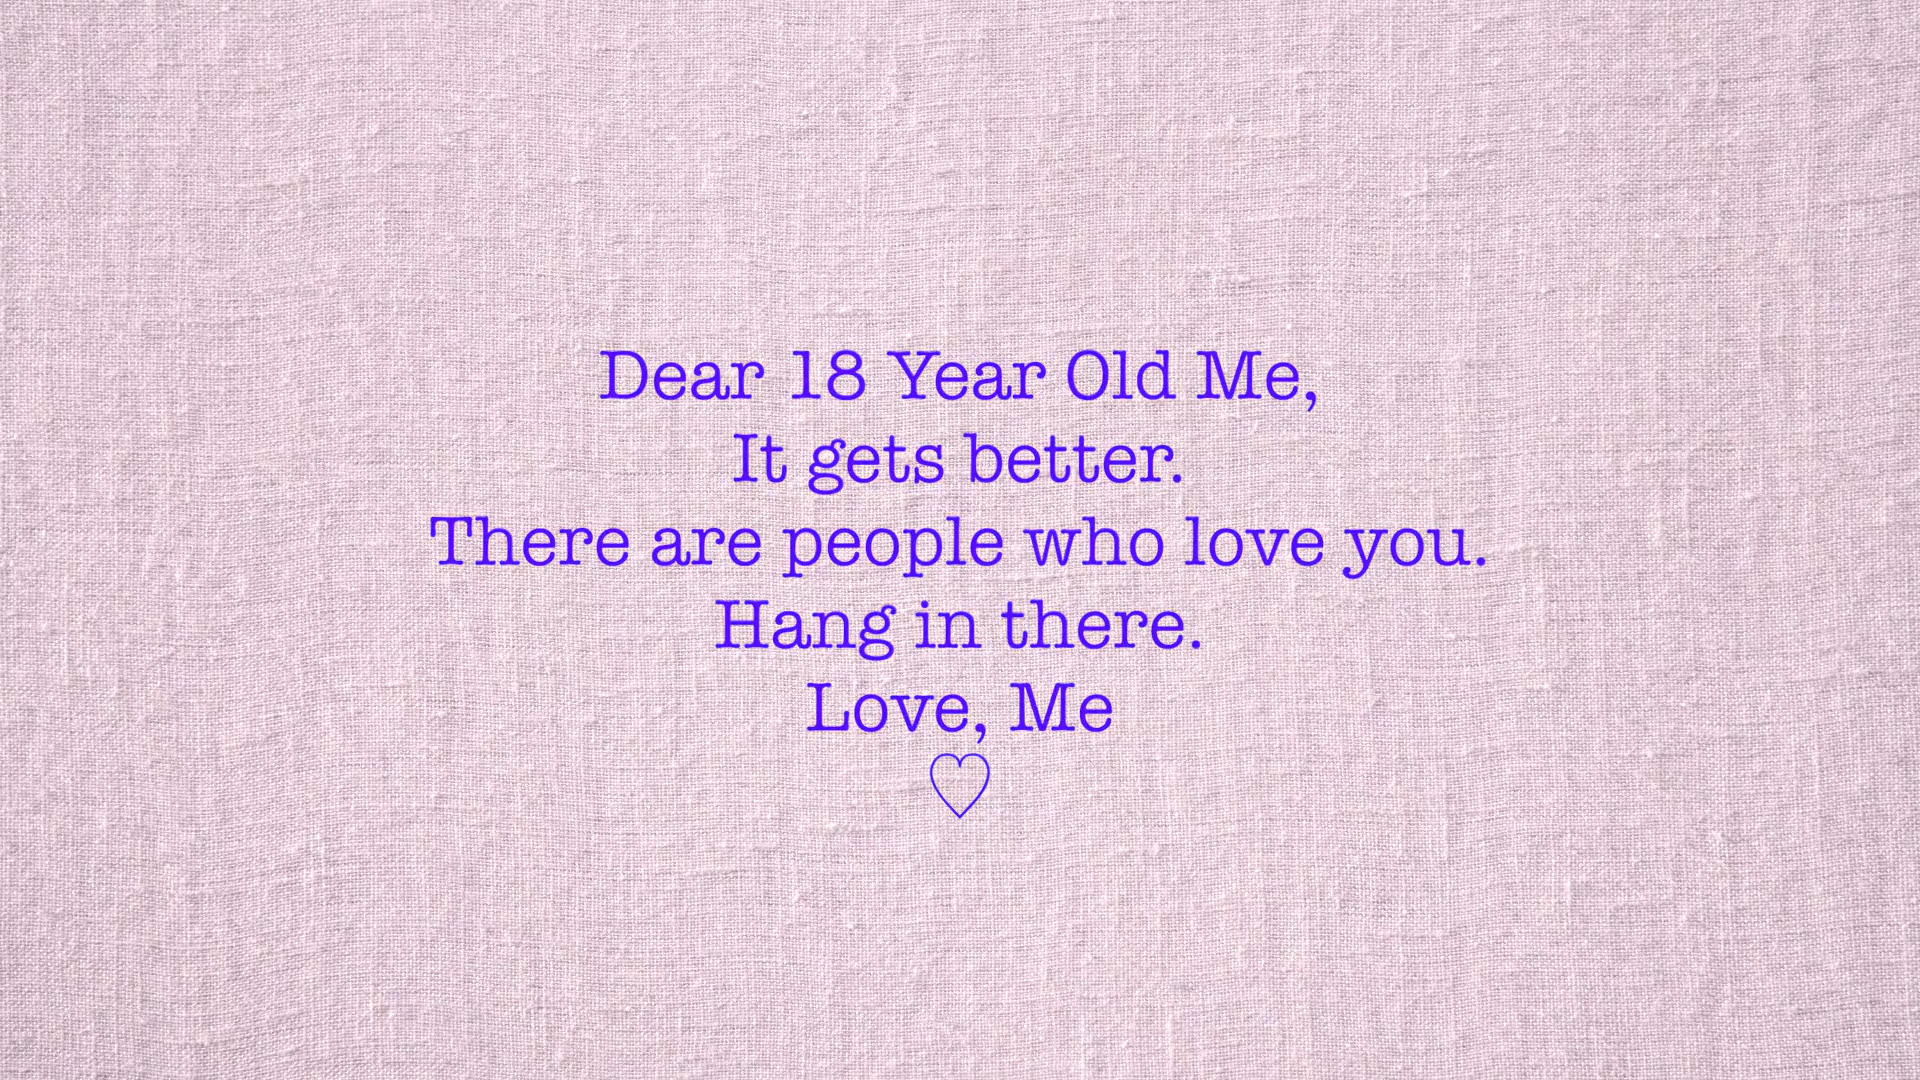 Dear 18 Year Old Me,
It gets better.
There are people who love you.
Hang in there.
Love, Me
♡